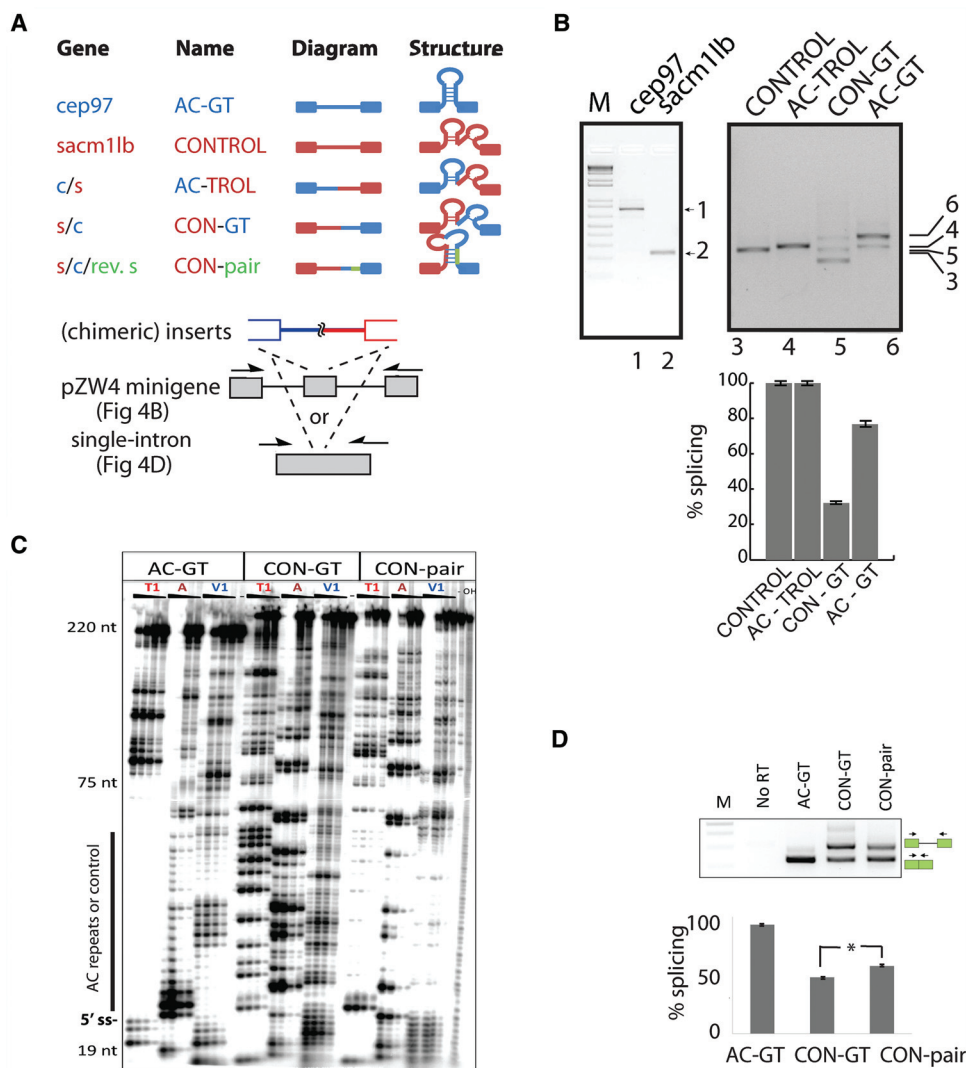 A
Gene Name Diagram Structure
cep97 AC-GT
sacm1lb CONTROL
c/s AC-TROL
s/c CON-GT
s/c/rev. s CON-pair
(chimeric) inserts
pZW4 minigene
(Fig 4B)
or
single-intron
(Fig 4D)
B
M cep97 sacm1lb
1
2
1 2
CONTROL AC-TROL CON-GT AC-GT
6
4
5
3
3 4 5 6
% splicing
100
80
60
40
20
0
CONTROL AC - TROL CON - GT AC - GT
C
AC-GT CON-GT CON-pair
T1 A V1 - T1 A V1 - T1 A V1 - OH
220 nt
75 nt
AC repeats or control
5' ss-
19 nt
D
M No RT AC-GT CON-GT CON-pair
% splicing
100
50
0
*
AC-GT CON-GT CON-pair